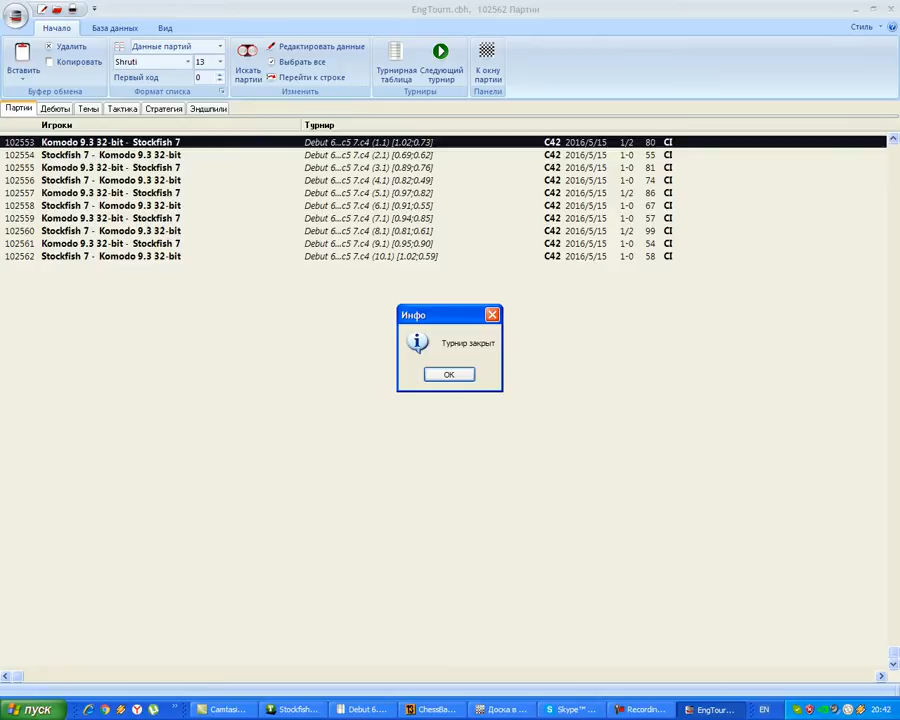 EngTourn.cbh, 102562 Партии
Начало База данных Вид Стиль
Вставить
Удалить
Копировать
Буфер обмена
Данные партий
Shruti 13
Первый код 0
Формат списка
Искать партии
Редактировать данные
Выбрать все
Перейти к строке
Изменить
Турнирная таблица
Следующий турнир
Турниры
К окну партии
Панели
Партии Дебюты Темы Тактика Стратегия Эндшпили
Игроки Турнир
102553 Komodo 9.3 32-bit - Stockfish 7 Debut 6...c5 7.c4 (1.1) [1.02;0.73] C42 2016/5/15 1/2 80 CI
102554 Stockfish 7 - Komodo 9.3 32-bit Debut 6...c5 7.c4 (2.1) [0.69;0.62] C42 2016/5/15 1-0 55 CI
102555 Komodo 9.3 32-bit - Stockfish 7 Debut 6...c5 7.c4 (3.1) [0.89;0.76] C42 2016/5/15 1-0 81 CI
102556 Stockfish 7 - Komodo 9.3 32-bit Debut 6...c5 7.c4 (4.1) [0.82;0.49] C42 2016/5/15 1-0 74 CI
102557 Komodo 9.3 32-bit - Stockfish 7 Debut 6...c5 7.c4 (5.1) [0.97;0.82] C42 2016/5/15 1/2 86 CI
102558 Stockfish 7 - Komodo 9.3 32-bit Debut 6...c5 7.c4 (6.1) [0.91;0.55] C42 2016/5/15 1-0 67 CI
102559 Komodo 9.3 32-bit - Stockfish 7 Debut 6...c5 7.c4 (7.1) [0.94;0.85] C42 2016/5/15 1-0 57 CI
102560 Stockfish 7 - Komodo 9.3 32-bit Debut 6...c5 7.c4 (8.1) [0.81;0.61] C42 2016/5/15 1/2 99 CI
102561 Komodo 9.3 32-bit - Stockfish 7 Debut 6...c5 7.c4 (9.1) [0.95;0.90] C42 2016/5/15 1-0 54 CI
102562 Stockfish 7 - Komodo 9.3 32-bit Debut 6...c5 7.c4 (10.1) [1.02;0.59] C42 2016/5/15 1-0 58 CI
Инфо
Турнир закрыт
OK
пуск Camtasi... Stockfish... Debut 6.... ChessBa... Доска в ... Skype™ ... Recordin... EngTour... EN 20:42